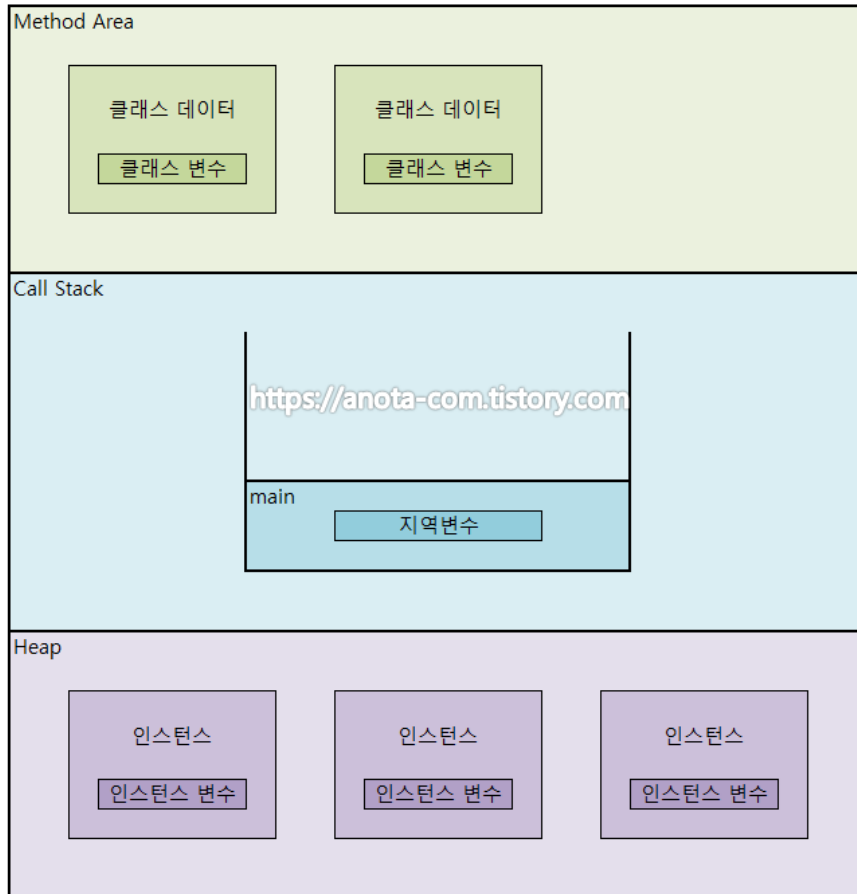 Method Area
클래스 데이터 클래스 데이터
클래스 변수 클래스 변수
Call Stack
https://anota-com.tistory.com
main
지역변수
Heap
인스턴스 인스턴스 인스턴스
인스턴스 변수 인스턴스 변수 인스턴스 변수